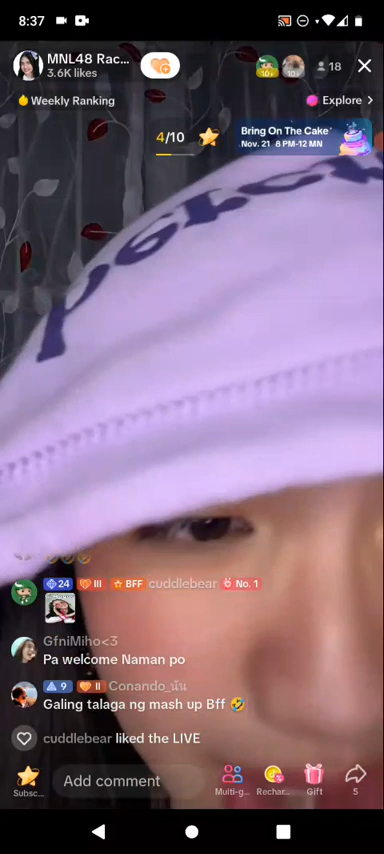 8:37
MNL48 Rac...
3.6K likes
10+
10+
18
Weekly Ranking
Explore >
4/10
Bring On The Cake
Nov. 21 8 PM-12 MN
petch
24 III BFF cuddlebear No. 1
GfniMiho<3
Pa welcome Naman po
9 II Conando_นัน
Galing talaga ng mash up Bff 🤣
cuddlebear liked the LIVE
Subsc...
Add comment
Multi-g...
Rechar...
Gift
5